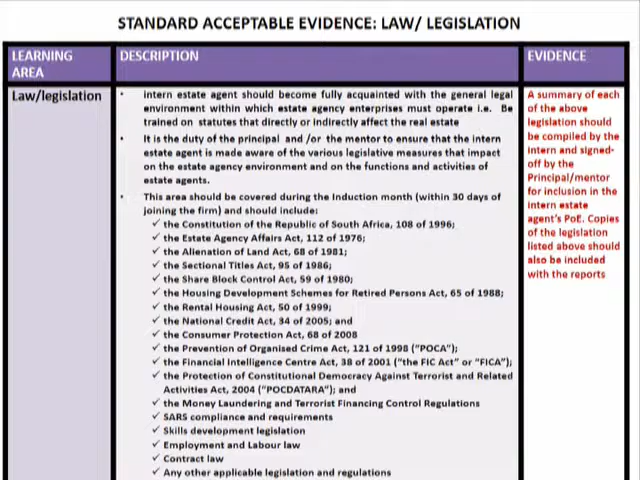 STANDARD ACCEPTABLE EVIDENCE: LAW/ LEGISLATION
LEARNING AREA
DESCRIPTION
EVIDENCE
Law/legislation
• intern estate agent should become fully acquainted with the general legal
environment within which estate agency enterprises must operate i.e. Be
trained on statutes that directly or indirectly affect the real estate
• It is the duty of the principal and /or the mentor to ensure that the intern
estate agent is made aware of the various legislative measures that impact
on the estate agency environment and on the functions and activities of
estate agents.
• This area should be covered during the Induction month (within 30 days of
joining the firm) and should include:
✓ the Constitution of the Republic of South Africa, 108 of 1996;
✓ the Estate Agency Affairs Act, 112 of 1976;
✓ the Alienation of Land Act, 68 of 1981;
✓ the Sectional Titles Act, 95 of 1986;
✓ the Share Block Control Act, 59 of 1980;
✓ the Housing Development Schemes for Retired Persons Act, 65 of 1988;
✓ the Rental Housing Act, 50 of 1999;
✓ the National Credit Act, 34 of 2005; and
✓ the Consumer Protection Act, 68 of 2008
✓ the Prevention of Organised Crime Act, 121 of 1998 ("POCA");
✓ the Financial Intelligence Centre Act, 38 of 2001 ("the FIC Act" or "FICA");
✓ the Protection of Constitutional Democracy Against Terrorist and Related
Activities Act, 2004 ("POCDATARA"); and
✓ the Money Laundering and Terrorist Financing Control Regulations
✓ SARS compliance and requirements
✓ Skills development legislation
✓ Employment and Labour law
✓ Contract law
✓ Any other applicable legislation and regulations
A summary of each
of the above
legislation should
be compiled by the
intern and signed-
off by the
Principal/mentor
for inclusion in the
intern estate
agent's PoE. Copies
of the legislation
listed above should
also be included
with the reports